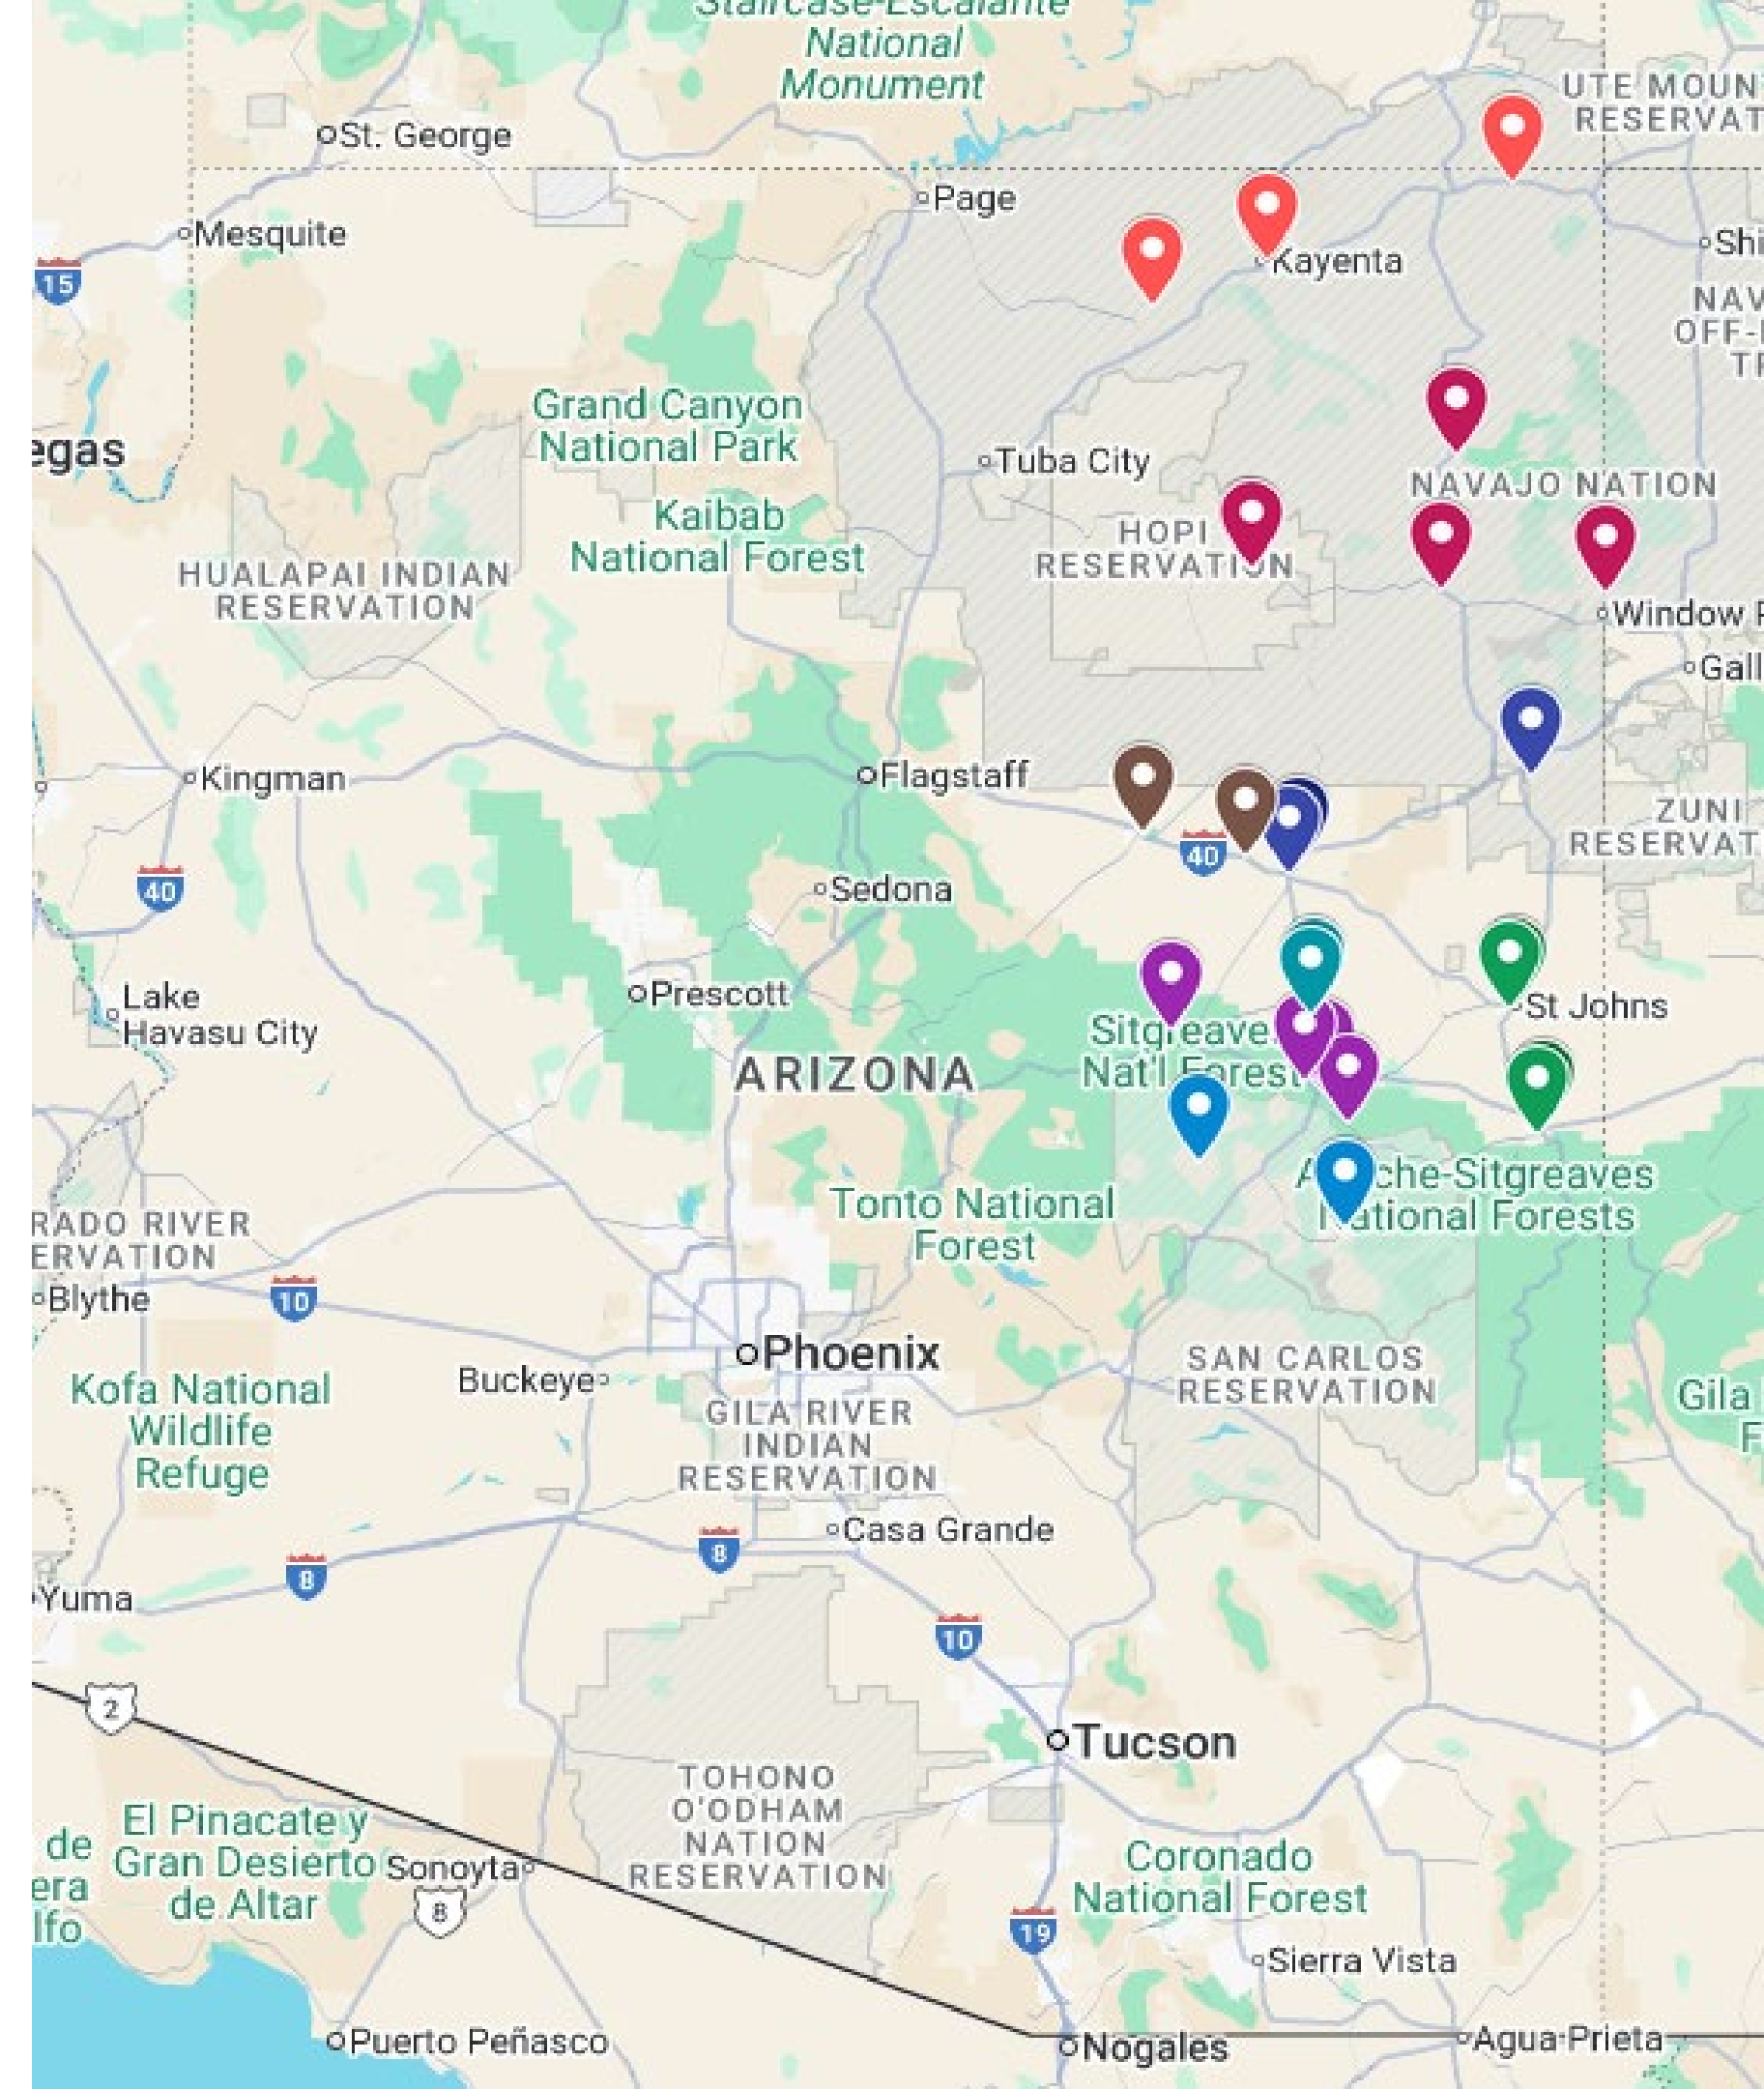 Staircase-Escalante
National
Monument
UTE MOUN
RESERVAT
St. George
Page
Mesquite
Shi
Kayenta
15
NAV
OFF-
TR
Grand Canyon
National Park
egas
Tuba City
NAVAJO NATION
Kaibab
National Forest
HOPI
RESERVATION
HUALAPAI INDIAN
RESERVATION
Window R
Gall
Kingman
Flagstaff
ZUNI
RESERVAT
40
40
Sedona
Prescott
Lake
Havasu City
St Johns
Sitgreave
Nat'l Forest
ARIZONA
Apache-Sitgreaves
National Forests
Tonto National
Forest
RADO RIVER
ERVATION
Blythe
10
Phoenix
SAN CARLOS
RESERVATION
Buckeye
Kofa National
Wildlife
Refuge
Gila
F
GILA RIVER
INDIAN
RESERVATION
Casa Grande
8
8
Yuma
10
2
Tucson
TOHONO
O'ODHAM
NATION
RESERVATION
El Pinacate y
Gran Desierto
de Altar
de
era
lfo
Sonoyta
8
Coronado
National Forest
19
Sierra Vista
Puerto Peñasco
Nogales
Agua Prieta